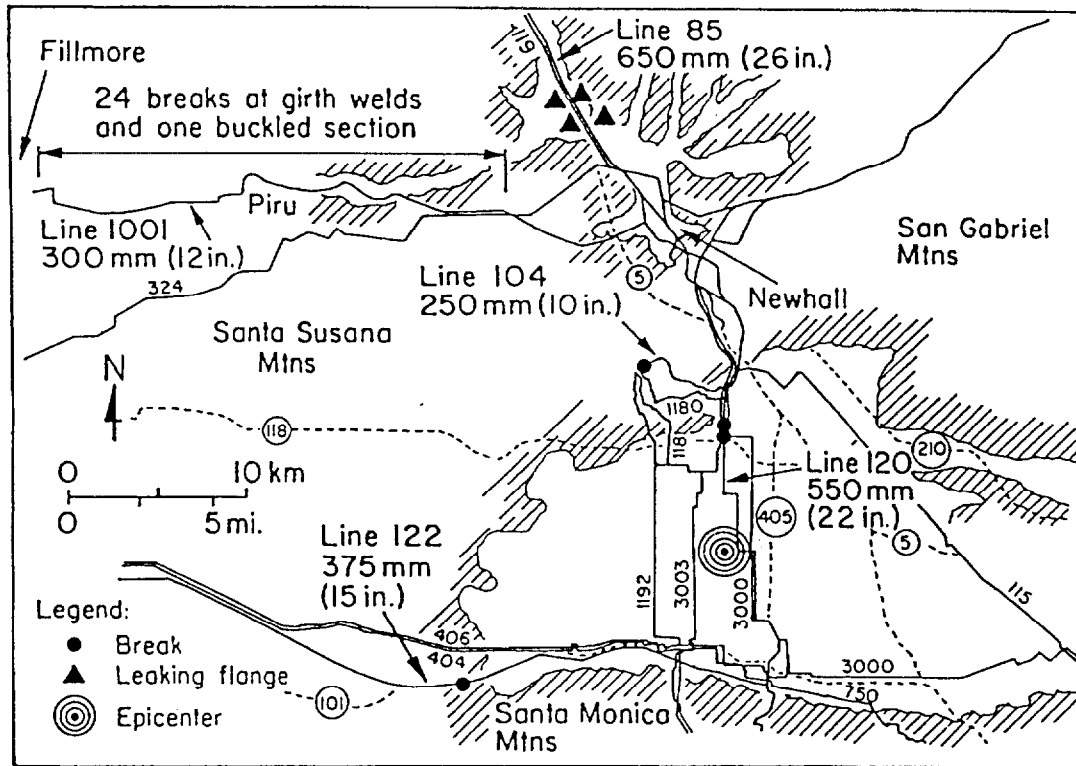 Fillmore
24 breaks at girth welds
and one buckled section
119
Line 85
650 mm (26 in.)
Piru
Line 1001
300 mm (12 in.)
324
Line 104
250 mm (10 in.)
5
Newhall
San Gabriel
Mtns
Santa Susana
Mtns
N
118
1180
1181
210
0 10 km
0 5 mi.
Line 120
550 mm
(22 in.)
405
5
Line 122
375 mm
(15 in.)
1192
3003
3000
115
Legend:
Break
Leaking flange
Epicenter
406
404
101
3000
750
Santa Monica
Mtns